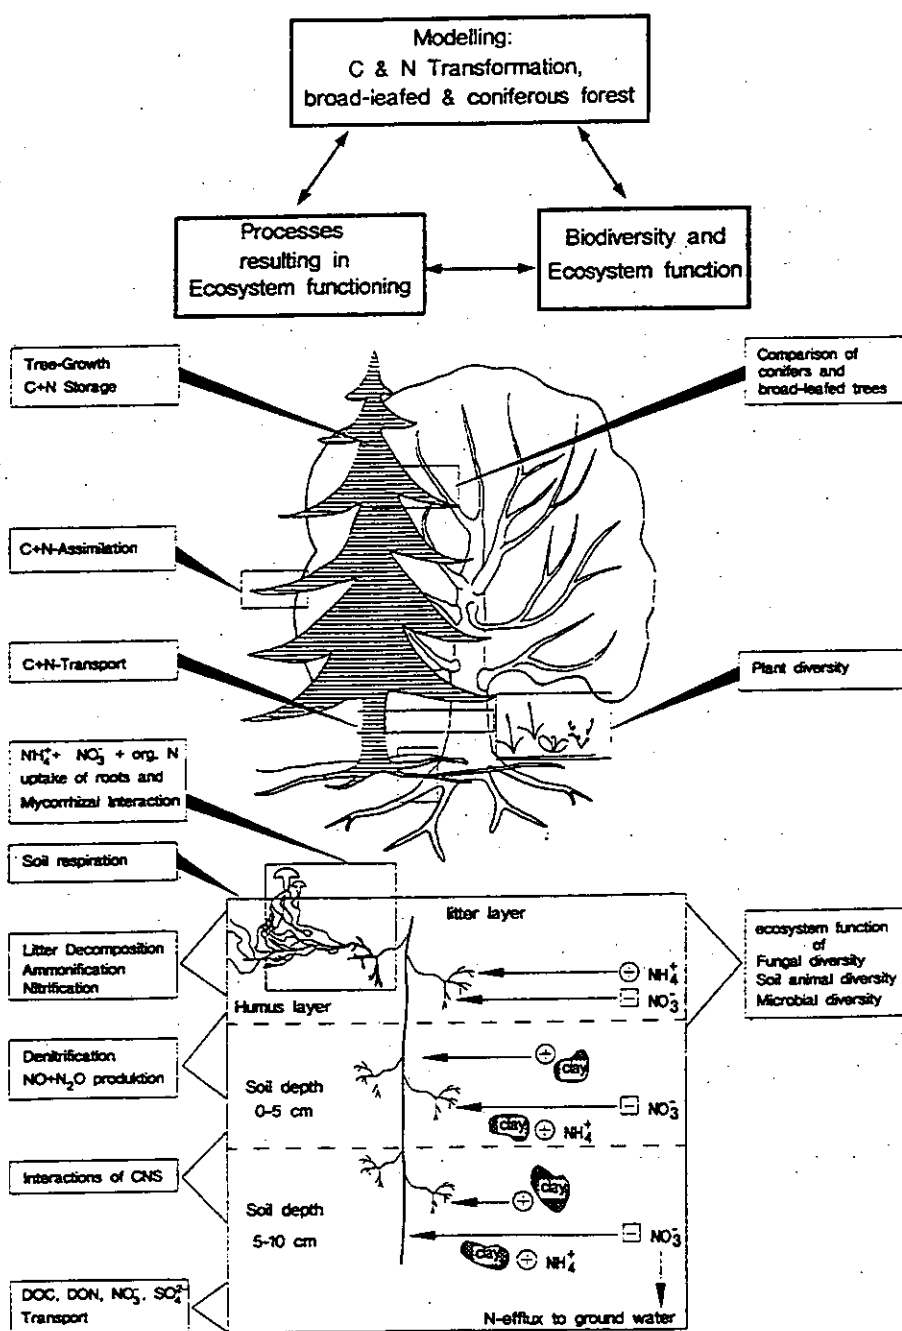 Modelling:
C & N Transformation,
broad-leafed & coniferous forest
Processes
resulting in
Ecosystem functioning
Biodiversity and
Ecosystem function
Tree-Growth
C+N Storage
Comparison of
conifers and
broad-leafed trees
C+N-Assimilation
C+N-Transport
Plant diversity
NH₄⁺+ NO₃⁻ + org. N
uptake of roots and
Mycorrhizal Interaction
Soil respiration
litter layer
Litter Decomposition
Ammonification
Nitrification
ecosystem function
of
Fungal diversity
Soil animal diversity
Microbial diversity
+ NH₄⁺
− NO₃⁻
Humus layer
Denitrification
NO+N₂O produktion
Soil depth
0-5 cm
+ clay
− NO₃⁻
clay + NH₄⁺
Interactions of CNS
Soil depth
5-10 cm
+ clay
− NO₃⁻
clay + NH₄⁺
DOC, DON, NO₃⁻, SO₄²⁻
Transport
N-efflux to ground water